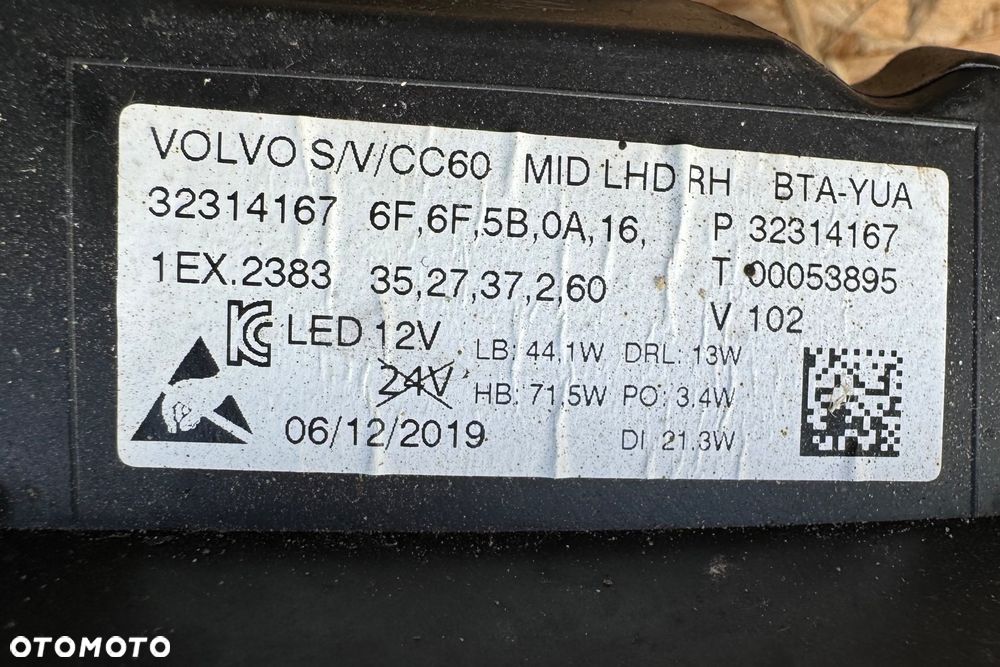 VOLVO S/V/CC60 MID LHD RH BTA-YUA
32314167 6F,6F,5B,0A,16, P 32314167
1EX.2383 35,27,37,2,60 T 00053895
V 102
LED 12V LB: 44.1W DRL: 13W
24V HB: 71.5W PO: 3.4W
06/12/2019 DI 21.3W
OTOMOTO